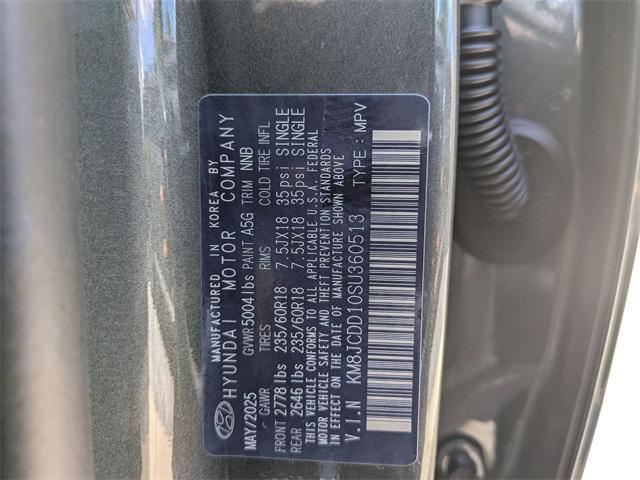 MANUFACTURED IN KOREA BY
HYUNDAI MOTOR COMPANY
MAY/2025 GVWR 5004 lbs PAINT A5G TRIM NNB
GAWR TIRES RIMS COLD TIRE INFL
FRONT 2778 lbs 235/60R18 7.5JX18 35psi SINGLE
REAR 2646 lbs 235/60R18 7.5JX18 35psi SINGLE
THIS VEHICLE CONFORMS TO ALL APPLICABLE U.S.A. FEDERAL
MOTOR VEHICLE SAFETY AND THEFT PREVENTION STANDARDS
IN EFFECT ON THE DATE OF MANUFACTURE SHOWN ABOVE
V.I.N KM8JCDD10SU360513 TYPE : MPV